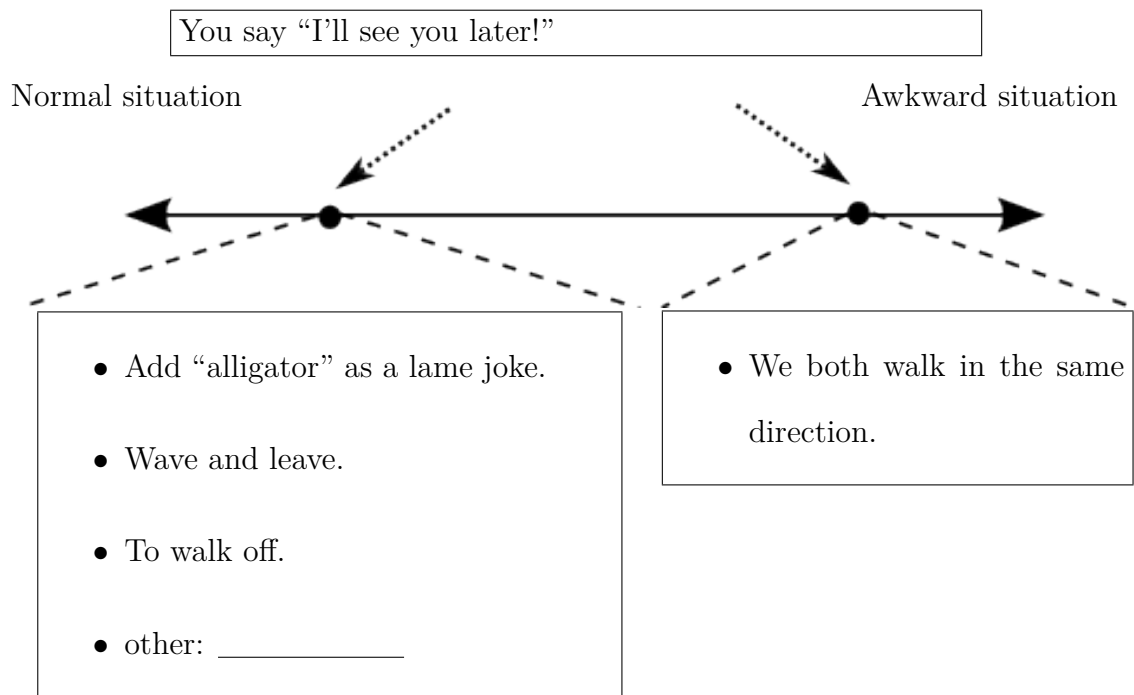 You say “I’ll see you later!”
Normal situation
Awkward situation
• Add “alligator” as a lame joke.
• Wave and leave.
• To walk off.
• other: ____________
• We both walk in the same
direction.